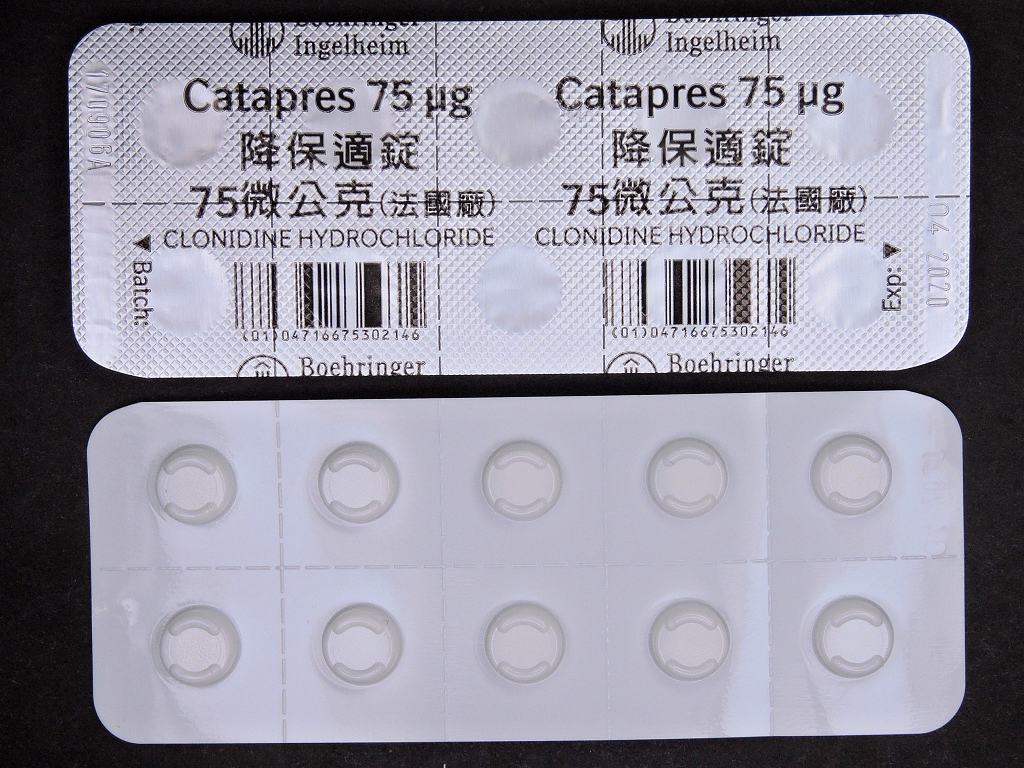 Boehringer
Ingelheim
Boehringer
Ingelheim
Catapres 75 µg
Catapres 75 µg
降保適錠
降保適錠
75微公克(法國廠)
75微公克(法國廠)
CLONIDINE HYDROCHLORIDE
CLONIDINE HYDROCHLORIDE
(01)04716675302146
(01)04716675302146
Boehringer
Boehringer
◀ Batch:
Exp: ▶
04 2020